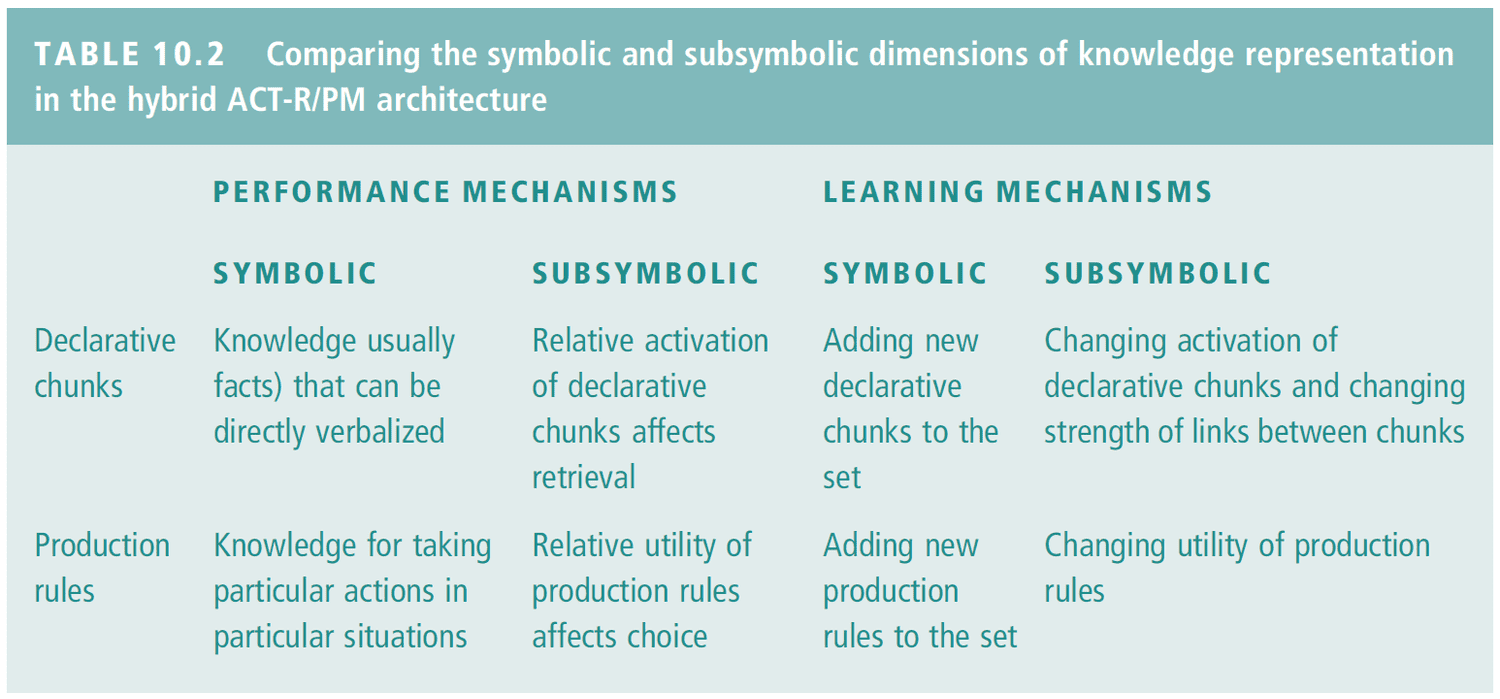 TABLE 10.2 Comparing the symbolic and subsymbolic dimensions of knowledge representation
in the hybrid ACT-R/PM architecture
PERFORMANCE MECHANISMS LEARNING MECHANISMS
SYMBOLIC SUBSYMBOLIC SYMBOLIC SUBSYMBOLIC
Declarative Knowledge usually Relative activation Adding new Changing activation of
chunks facts) that can be of declarative declarative declarative chunks and changing
directly verbalized chunks affects chunks to the strength of links between chunks
retrieval set
Production Knowledge for taking Relative utility of Adding new Changing utility of production
rules particular actions in production rules production rules
particular situations affects choice rules to the set